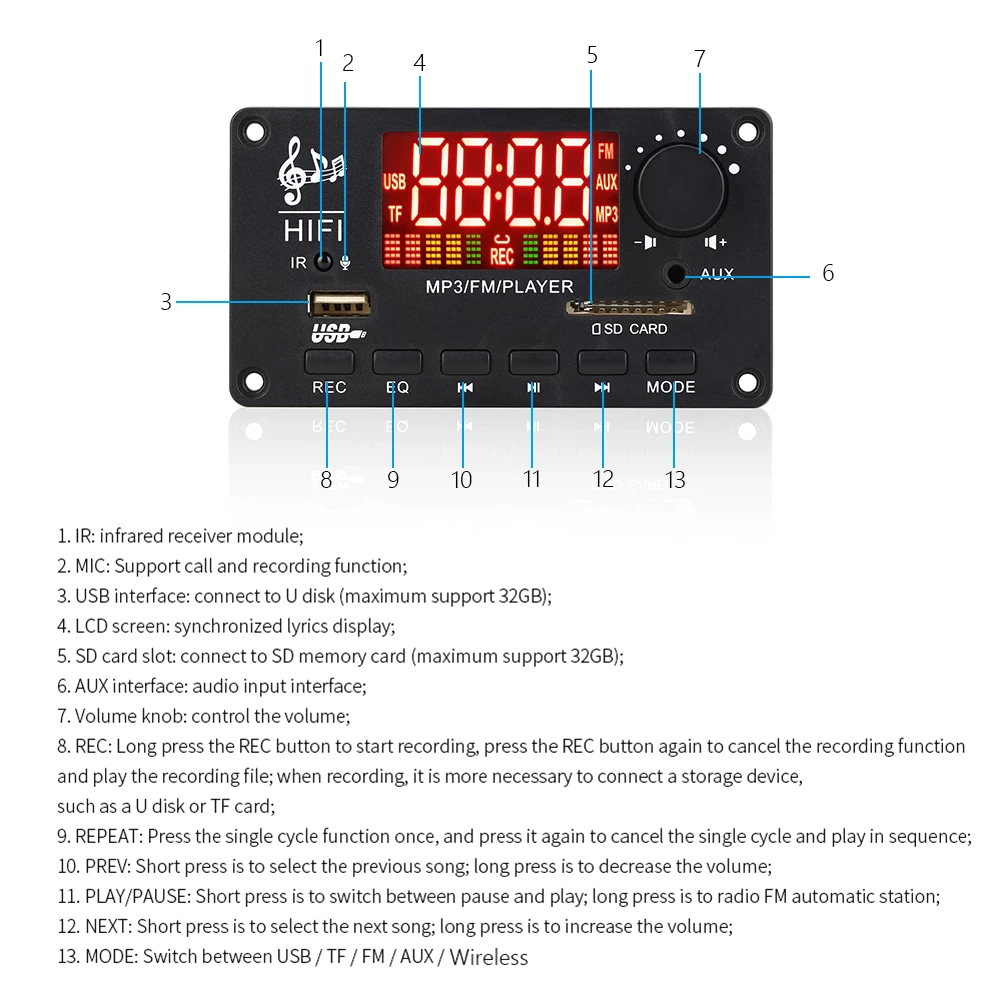 1
2
4
5
7
88:8.8
FM
USB
AUX
TF
MP3
HIFI
REC
IR
- +
AUX
6
MP3/FM/PLAYER
3
USB
SD CARD
REC EQ MODE
8 9 10 11 12 13
1. IR: infrared receiver module;
2. MIC: Support call and recording function;
3. USB interface: connect to U disk (maximum support 32GB);
4. LCD screen: synchronized lyrics display;
5. SD card slot: connect to SD memory card (maximum support 32GB);
6. AUX interface: audio input interface;
7. Volume knob: control the volume;
8. REC: Long press the REC button to start recording, press the REC button again to cancel the recording function
and play the recording file; when recording, it is more necessary to connect a storage device,
such as a U disk or TF card;
9. REPEAT: Press the single cycle function once, and press it again to cancel the single cycle and play in sequence;
10. PREV: Short press is to select the previous song; long press is to decrease the volume;
11. PLAY/PAUSE: Short press is to switch between pause and play; long press is to radio FM automatic station;
12. NEXT: Short press is to select the next song; long press is to increase the volume;
13. MODE: Switch between USB / TF / FM / AUX / Wireless